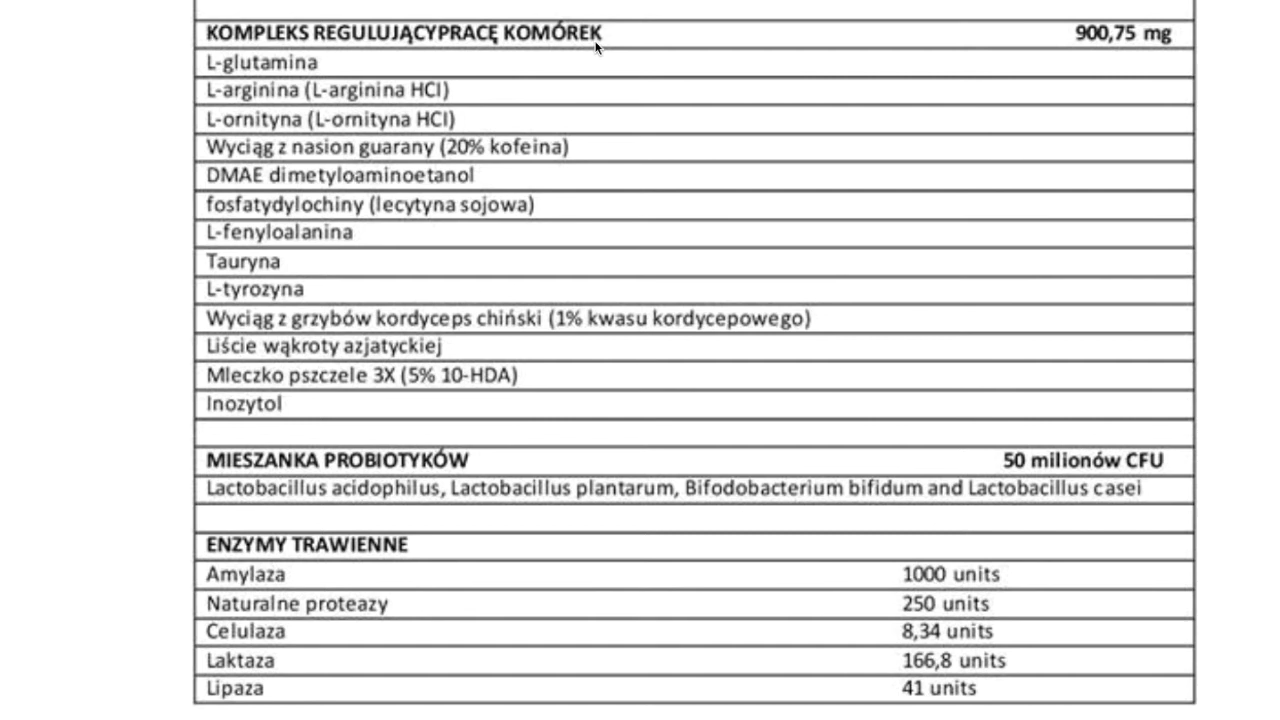 KOMPLEKS REGULUJĄCYPRACĘ KOMÓREK 900,75 mg
L-glutamina
L-arginina (L-arginina HCI)
L-ornityna (L-ornityna HCI)
Wyciąg z nasion guarany (20% kofeina)
DMAE dimetyloaminoetanol
fosfatydylochiny (lecytyna sojowa)
L-fenyloalanina
Tauryna
L-tyrozyna
Wyciąg z grzybów kordyceps chiński (1% kwasu kordycepowego)
Liście wąkroty azjatyckiej
Mleczko pszczele 3X (5% 10-HDA)
Inozytol
MIESZANKA PROBIOTYKÓW 50 milionów CFU
Lactobacillus acidophilus, Lactobacillus plantarum, Bifodobacterium bifidum and Lactobacillus casei
ENZYMY TRAWIENNE
Amylaza 1000 units
Naturalne proteazy 250 units
Celulaza 8,34 units
Laktaza 166,8 units
Lipaza 41 units